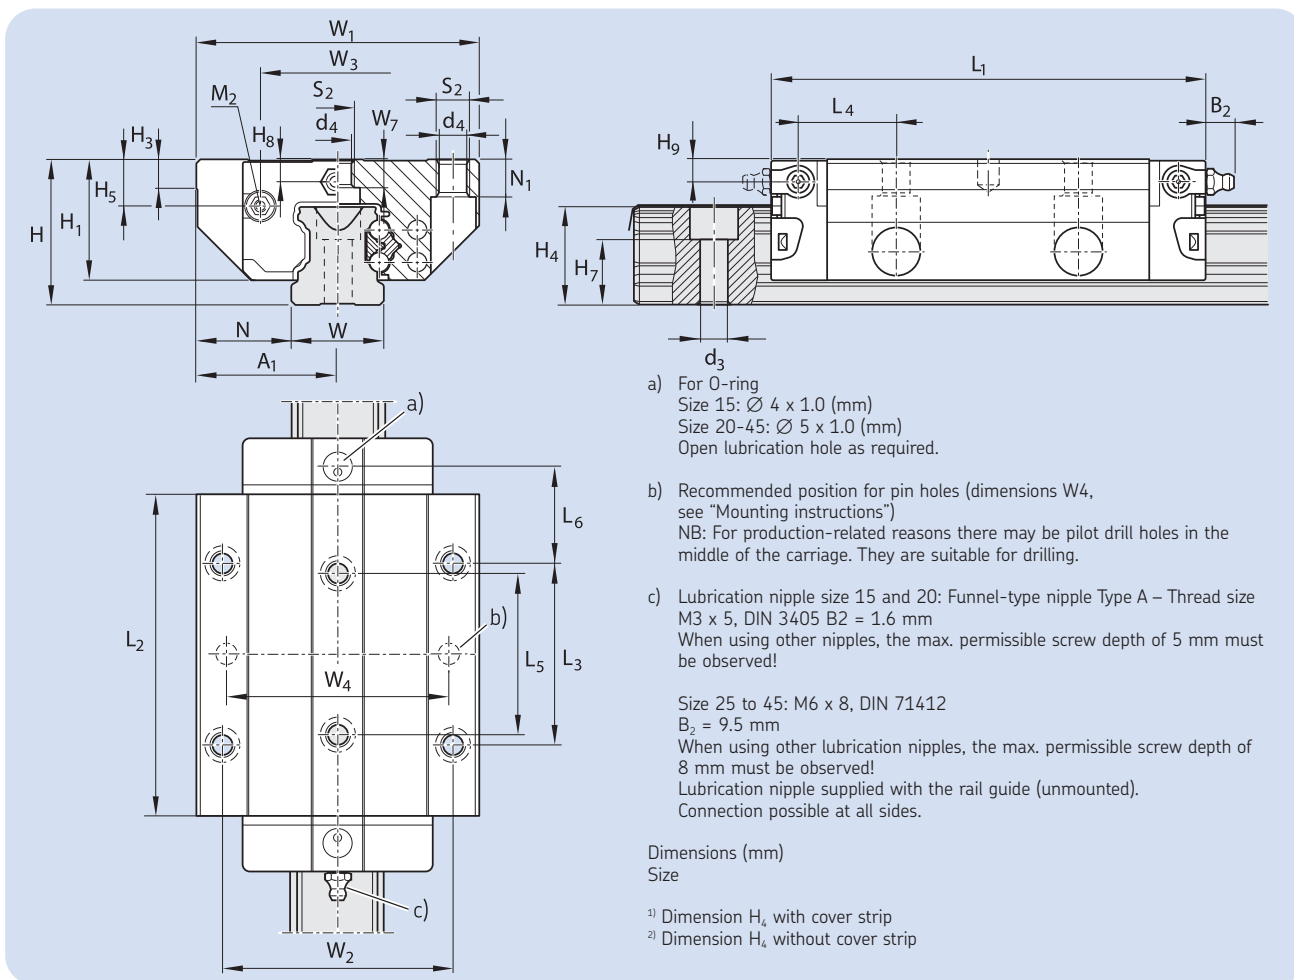 W1
W3
M2
S2
S2
H3
H8
d4
W7
d4
H5
H1
H
N1
N
W
A1
L1
L4
B2
H9
H4
H7
d3
a)
L6
L2
b)
L5
L3
W4
c)
W2
a) For O-ring
Size 15: Ø 4 x 1.0 (mm)
Size 20-45: Ø 5 x 1.0 (mm)
Open lubrication hole as required.
b) Recommended position for pin holes (dimensions W4,
see “Mounting instructions”)
NB: For production-related reasons there may be pilot drill holes in the
middle of the carriage. They are suitable for drilling.
c) Lubrication nipple size 15 and 20: Funnel-type nipple Type A – Thread size
M3 x 5, DIN 3405 B2 = 1.6 mm
When using other nipples, the max. permissible screw depth of 5 mm must
be observed!
Size 25 to 45: M6 x 8, DIN 71412
B₂ = 9.5 mm
When using other lubrication nipples, the max. permissible screw depth of
8 mm must be observed!
Lubrication nipple supplied with the rail guide (unmounted).
Connection possible at all sides.
Dimensions (mm)
Size
¹⁾ Dimension H₄ with cover strip
²⁾ Dimension H₄ without cover strip